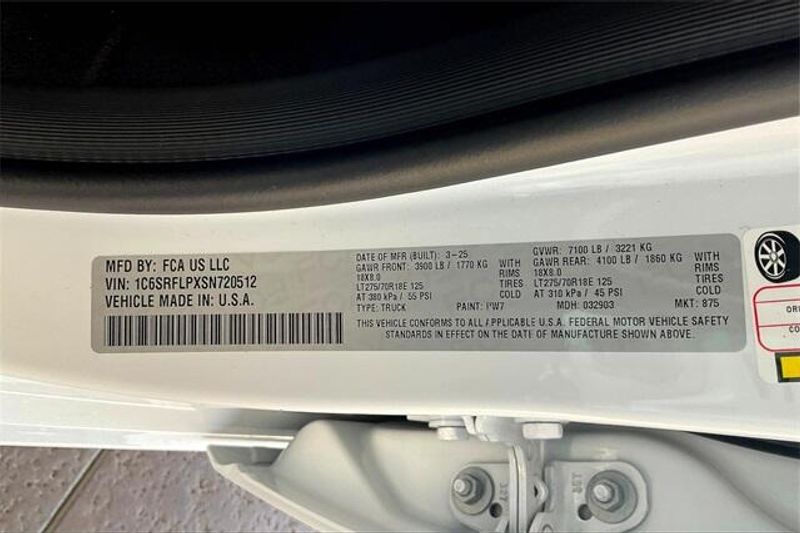 MFD BY: FCA US LLC
VIN: 1C6SRFLPXSN720512
VEHICLE MADE IN U.S.A.
DATE OF MFR (BUILT): 3-25
GAWR FRONT: 3900 LB / 1770 KG WITH
18X8.0 RIMS
LT275/70R18E 125 TIRES
AT 380 kPa / 55 PSI COLD
TYPE: TRUCK PAINT: PW7
GVWR: 7100 LB / 3221 KG
GAWR REAR: 4100 LB / 1860 KG WITH
18X8.0 RIMS
LT275/70R18E 125 TIRES
AT 310 kPa / 45 PSI COLD
MDH: 032903 MKT: 875
THIS VEHICLE CONFORMS TO ALL APPLICABLE U.S.A. FEDERAL MOTOR VEHICLE SAFETY
STANDARDS IN EFFECT ON THE DATE OF MANUFACTURE SHOWN ABOVE.